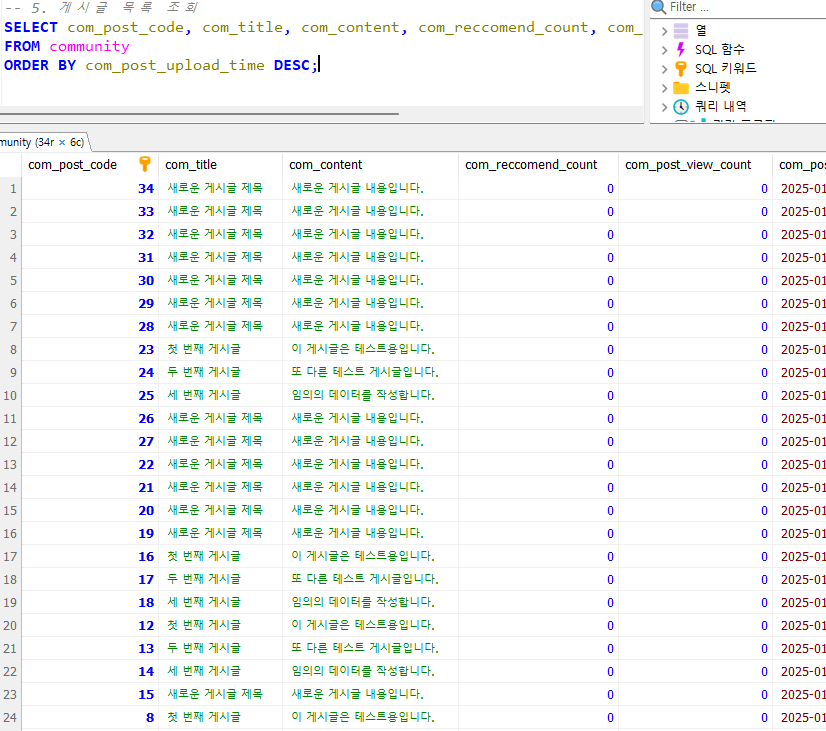 -- 5. 게시글 목록 조회
SELECT com_post_code, com_title, com_content, com_reccomend_count, com_
FROM community
ORDER BY com_post_upload_time DESC;
Filter ...
열
SQL 함수
SQL 키워드
스니펫
쿼리 내역
munity (34r × 6c)
com_post_code com_title com_content com_reccomend_count com_post_view_count com_pos
1 34 새로운 게시글 제목 새로운 게시글 내용입니다. 0 0 2025-01
2 33 새로운 게시글 제목 새로운 게시글 내용입니다. 0 0 2025-01
3 32 새로운 게시글 제목 새로운 게시글 내용입니다. 0 0 2025-01
4 31 새로운 게시글 제목 새로운 게시글 내용입니다. 0 0 2025-01
5 30 새로운 게시글 제목 새로운 게시글 내용입니다. 0 0 2025-01
6 29 새로운 게시글 제목 새로운 게시글 내용입니다. 0 0 2025-01
7 28 새로운 게시글 제목 새로운 게시글 내용입니다. 0 0 2025-01
8 23 첫 번째 게시글 이 게시글은 테스트용입니다. 0 0 2025-01
9 24 두 번째 게시글 또 다른 테스트 게시글입니다. 0 0 2025-01
10 25 세 번째 게시글 임의의 데이터를 작성합니다. 0 0 2025-01
11 26 새로운 게시글 제목 새로운 게시글 내용입니다. 0 0 2025-01
12 27 새로운 게시글 제목 새로운 게시글 내용입니다. 0 0 2025-01
13 22 새로운 게시글 제목 새로운 게시글 내용입니다. 0 0 2025-01
14 21 새로운 게시글 제목 새로운 게시글 내용입니다. 0 0 2025-01
15 20 새로운 게시글 제목 새로운 게시글 내용입니다. 0 0 2025-01
16 19 새로운 게시글 제목 새로운 게시글 내용입니다. 0 0 2025-01
17 16 첫 번째 게시글 이 게시글은 테스트용입니다. 0 0 2025-01
18 17 두 번째 게시글 또 다른 테스트 게시글입니다. 0 0 2025-01
19 18 세 번째 게시글 임의의 데이터를 작성합니다. 0 0 2025-01
20 12 첫 번째 게시글 이 게시글은 테스트용입니다. 0 0 2025-01
21 13 두 번째 게시글 또 다른 테스트 게시글입니다. 0 0 2025-01
22 14 세 번째 게시글 임의의 데이터를 작성합니다. 0 0 2025-01
23 15 새로운 게시글 제목 새로운 게시글 내용입니다. 0 0 2025-01
24 8 첫 번째 게시글 이 게시글은 테스트용입니다. 0 0 2025-01